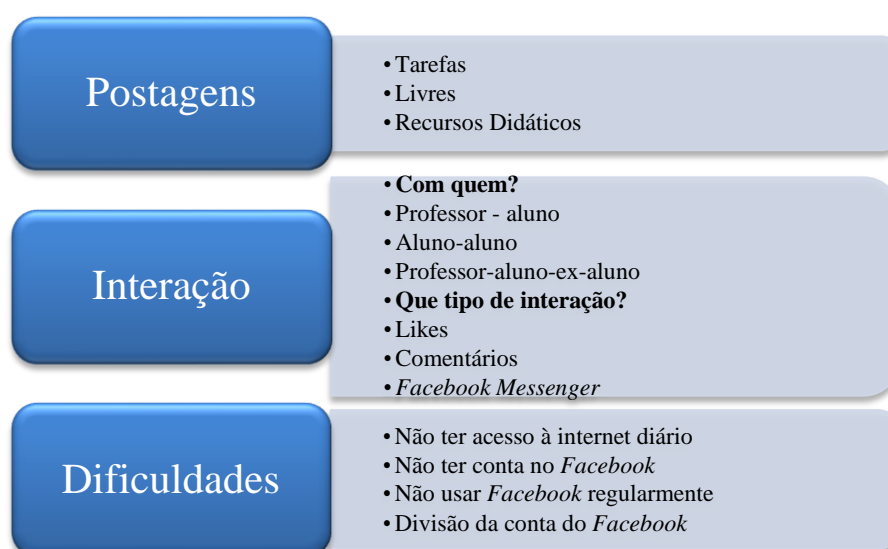 Postagens
• Tarefas
• Livres
• Recursos Didáticos
Interação
• Com quem?
• Professor - aluno
• Aluno-aluno
• Professor-aluno-ex-aluno
• Que tipo de interação?
• Likes
• Comentários
• Facebook Messenger
Dificuldades
• Não ter acesso à internet diário
• Não ter conta no Facebook
• Não usar Facebook regularmente
• Divisão da conta do Facebook